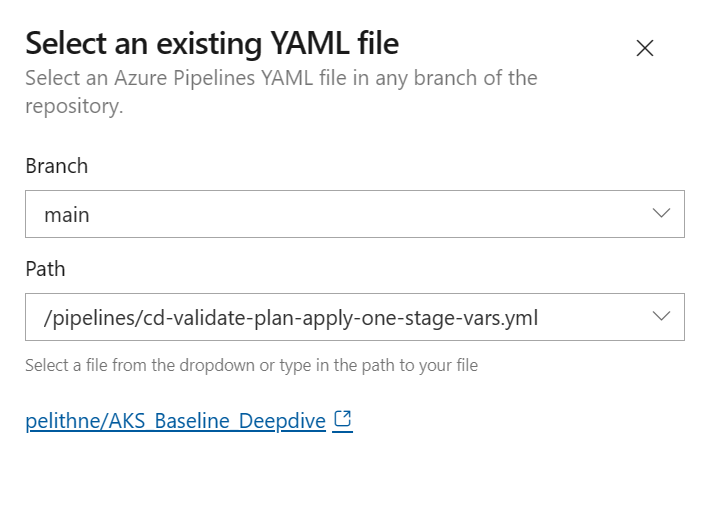 Select an existing YAML file
Select an Azure Pipelines YAML file in any branch of the
repository.
Branch
main
Path
/pipelines/cd-validate-plan-apply-one-stage-vars.yml
Select a file from the dropdown or type in the path to your file
pelithne/AKS_Baseline_Deepdive